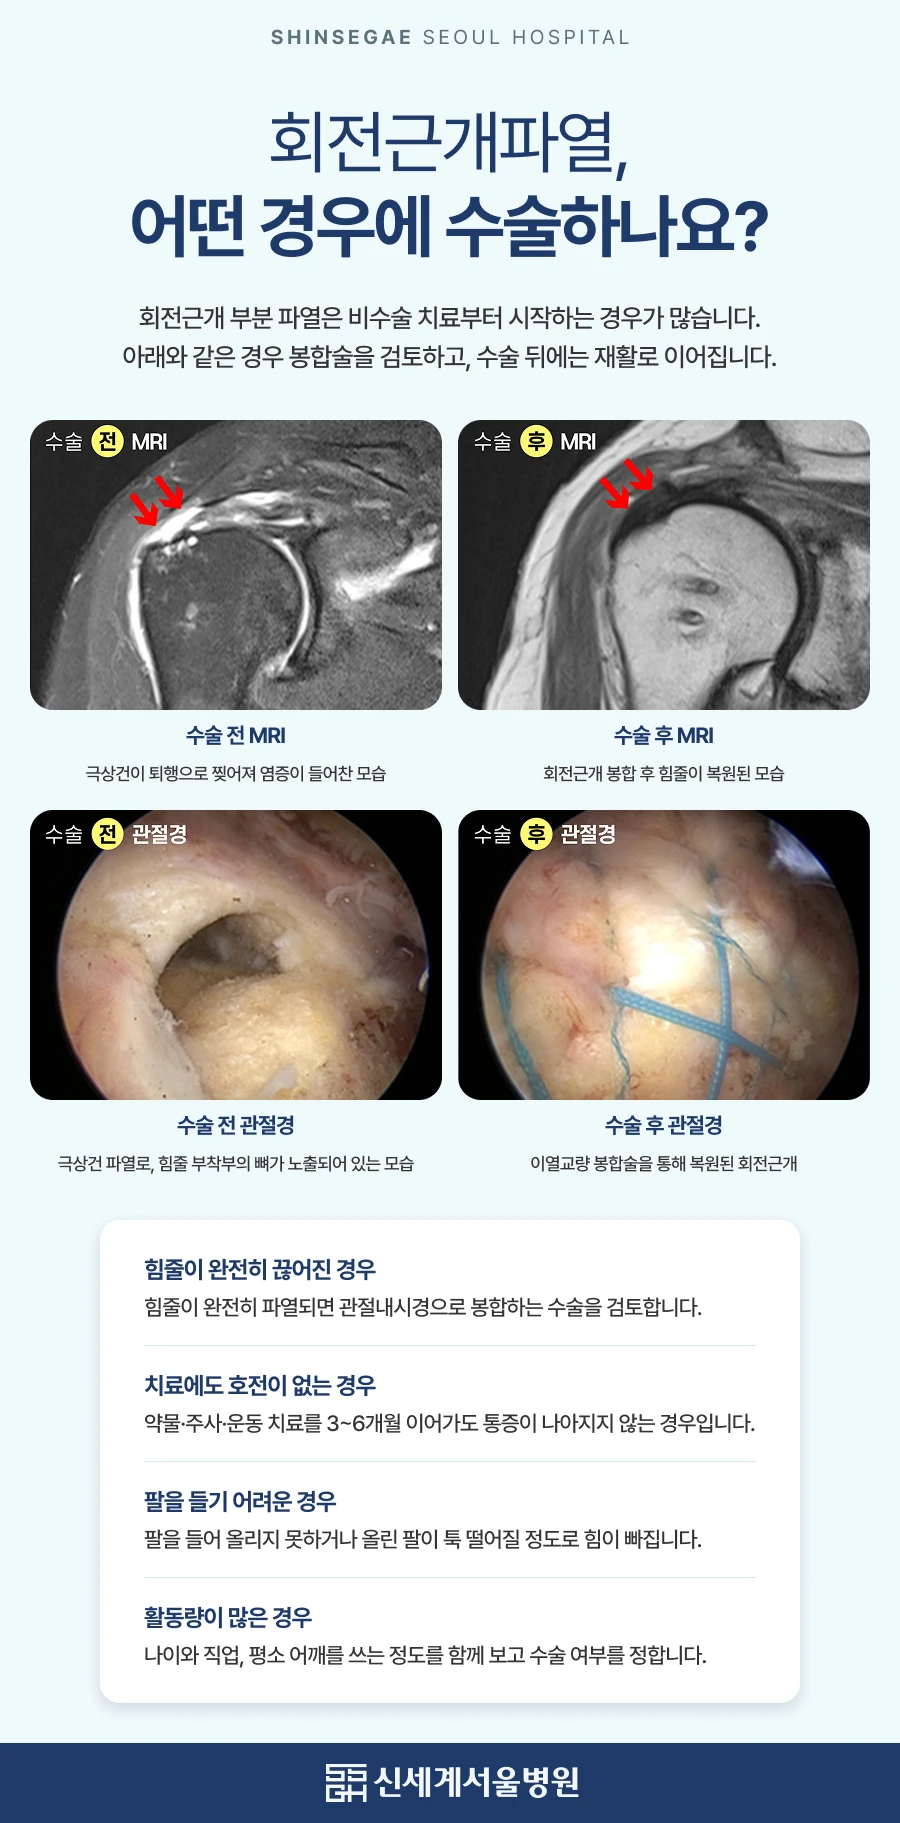 SHINSEGAE SEOUL HOSPITAL
회전근개파열,
어떤 경우에 수술하나요?
회전근개 부분 파열은 비수술 치료부터 시작하는 경우가 많습니다.
아래와 같은 경우 봉합술을 검토하고, 수술 뒤에는 재활로 이어집니다.
수술 전 MRI
수술 후 MRI
수술 전 MRI
수술 후 MRI
극상건이 퇴행으로 찢어져 염증이 들어찬 모습
회전근개 봉합 후 힘줄이 복원된 모습
수술 전 관절경
수술 후 관절경
수술 전 관절경
수술 후 관절경
극상건 파열로, 힘줄 부착부의 뼈가 노출되어 있는 모습
이열교량 봉합술을 통해 복원된 회전근개
힘줄이 완전히 끊어진 경우
힘줄이 완전히 파열되면 관절내시경으로 봉합하는 수술을 검토합니다.
치료에도 호전이 없는 경우
약물·주사·운동 치료를 3~6개월 이어가도 통증이 나아지지 않는 경우입니다.
팔을 들기 어려운 경우
팔을 들어 올리지 못하거나 올린 팔이 툭 떨어질 정도로 힘이 빠집니다.
활동량이 많은 경우
나이와 직업, 평소 어깨를 쓰는 정도를 함께 보고 수술 여부를 정합니다.
신세계서울병원